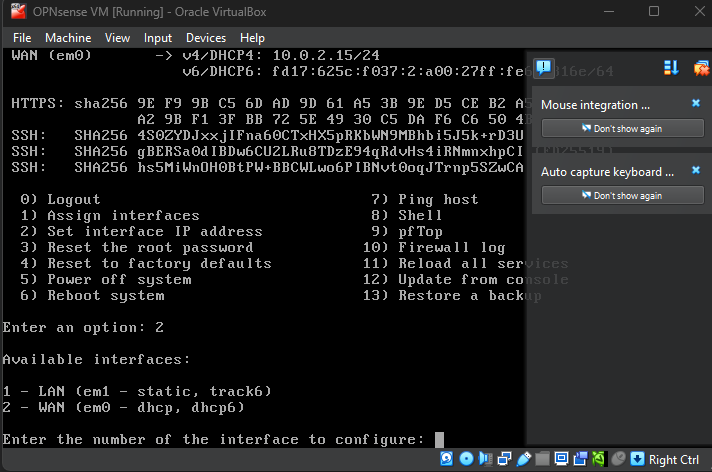 OPNsense VM [Running] - Oracle VirtualBox
File Machine View Input Devices Help
WAN (em0) -> v4/DHCP4: 10.0.2.15/24
v6/DHCP6: fd17:625c:f037:2:a00:27ff:fe6
16e/64
HTTPS: sha256 9E F9 9B C5 6D AD 9D 61 A5 3B 9E D5 CE B2 A5
A2 9B F1 3F BB 72 5E 49 30 C5 DA F6 C6 50 4B
SSH: SHA256 4S0ZYDJxxjIFna60CTxHX5pRKbWN9MBhbi5J5k+rD3U
SSH: SHA256 gBERSa0dIBDw6CU2LRu8TDzE94qRdvHs4iRNmnxhpCI (ED25519)
SSH: SHA256 hs5MiWnOH0BtPW+BBCWLwo6PIBNvt0oqJTrnp5SZwCA
0) Logout 7) Ping host
1) Assign interfaces 8) Shell
2) Set interface IP address 9) pfTop
3) Reset the root password 10) Firewall log
4) Reset to factory defaults 11) Reload all services
5) Power off system 12) Update from console
6) Reboot system 13) Restore a backup
Enter an option: 2
Available interfaces:
1 - LAN (em1 - static, track6)
2 - WAN (em0 - dhcp, dhcp6)
Enter the number of the interface to configure:
Mouse integration ...
Don't show again
Auto capture keyboard ...
Don't show again
Right Ctrl